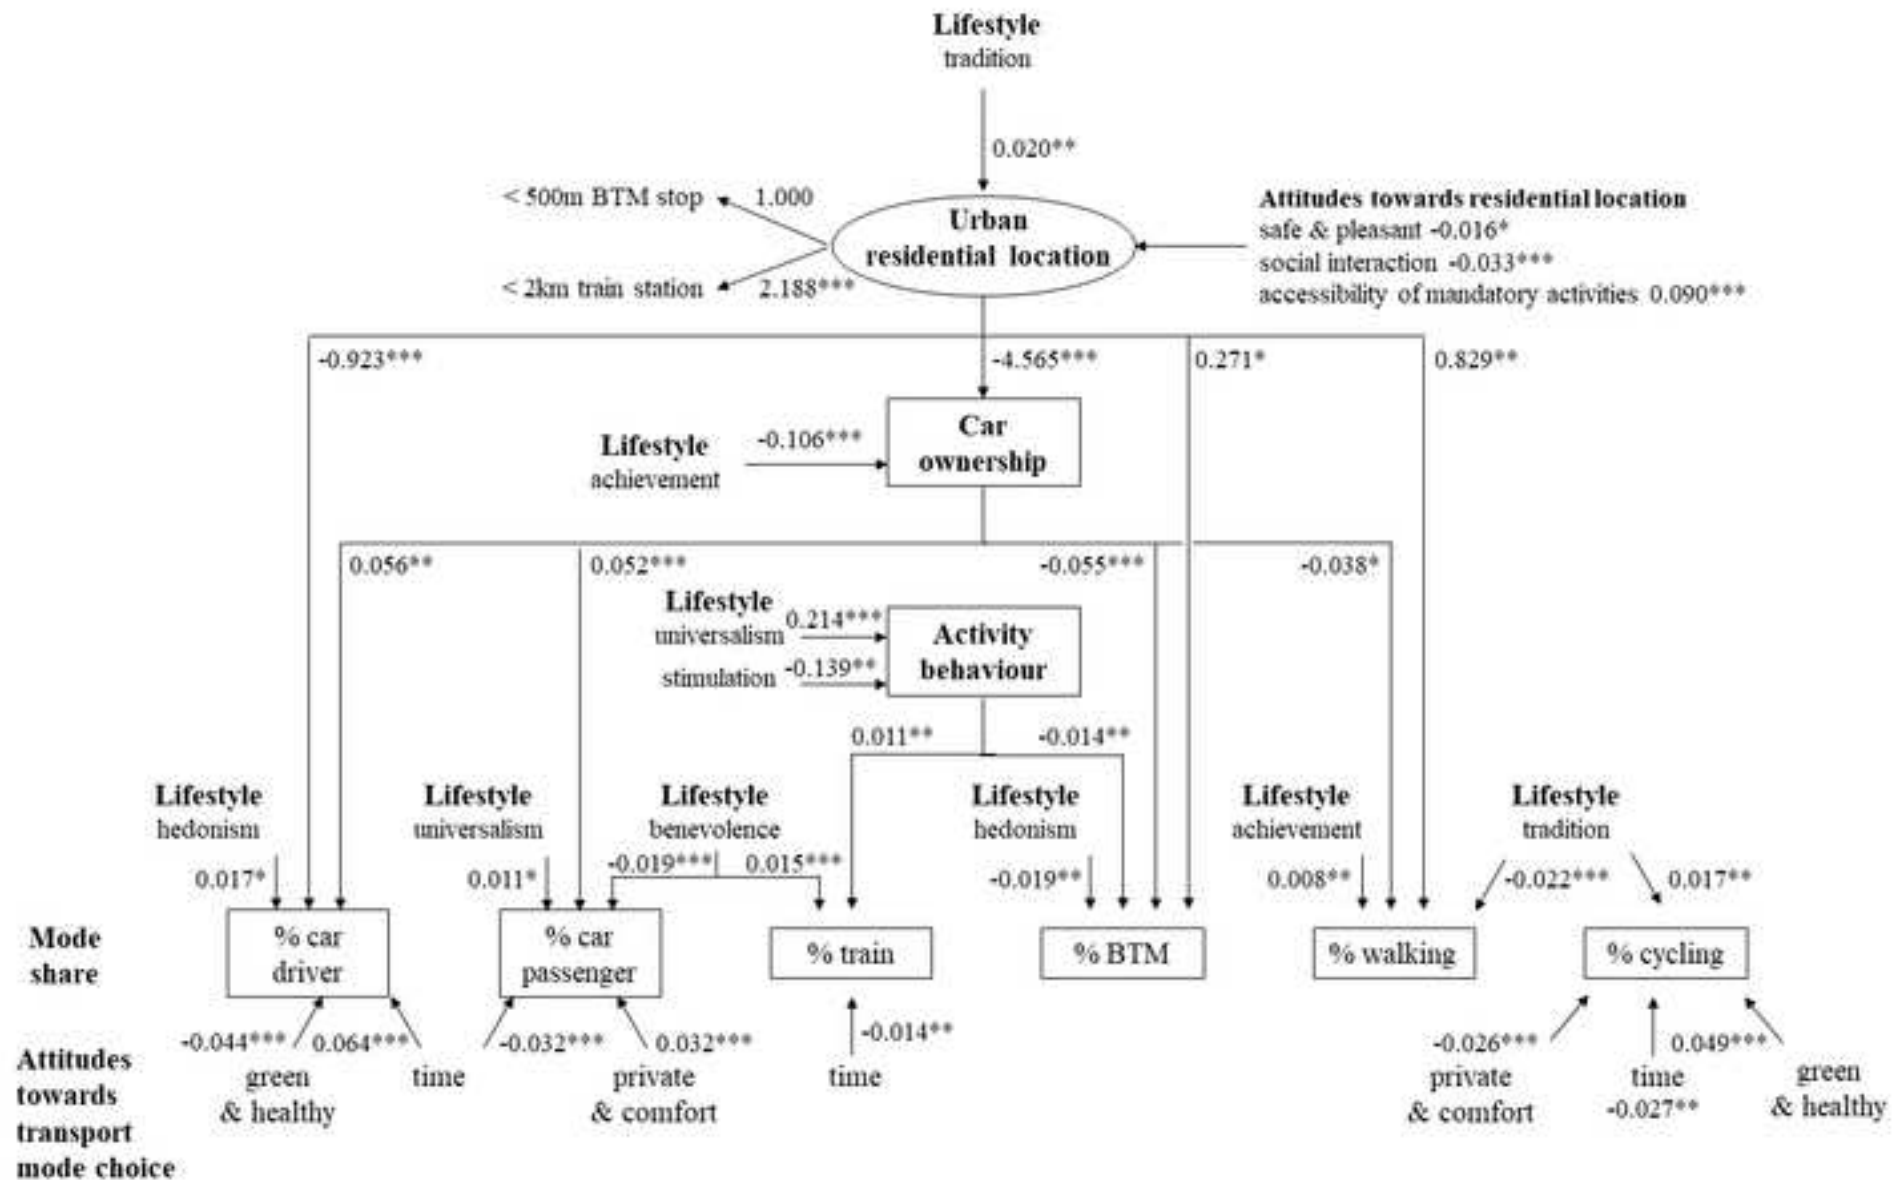 Lifestyle
tradition
0.020**
< 500m BTM stop
1.000
Urban
residential location
< 2km train station
2.188***
Attitudes towards residential location
safe & pleasant -0.016*
social interaction -0.033***
accessibility of mandatory activities 0.090***
-0.923***
-4.565***
0.271*
0.829**
Car
ownership
Lifestyle
achievement
-0.106***
0.056**
0.052***
-0.055***
-0.038*
Lifestyle
universalism
0.214***
stimulation
-0.139**
Activity
behaviour
0.011**
-0.014**
Lifestyle
hedonism
0.017*
Lifestyle
universalism
0.011*
Lifestyle
benevolence
-0.019***
0.015***
Lifestyle
hedonism
-0.019**
Lifestyle
achievement
0.008**
Lifestyle
tradition
-0.022***
0.017**
Mode
share
% car
driver
% car
passenger
% train
% BTM
% walking
% cycling
Attitudes
towards
transport
mode choice
-0.044***
green
& healthy
0.064***
time
-0.032***
0.032***
private
& comfort
-0.014**
time
-0.026***
private
& comfort
time
-0.027**
0.049***
green
& healthy